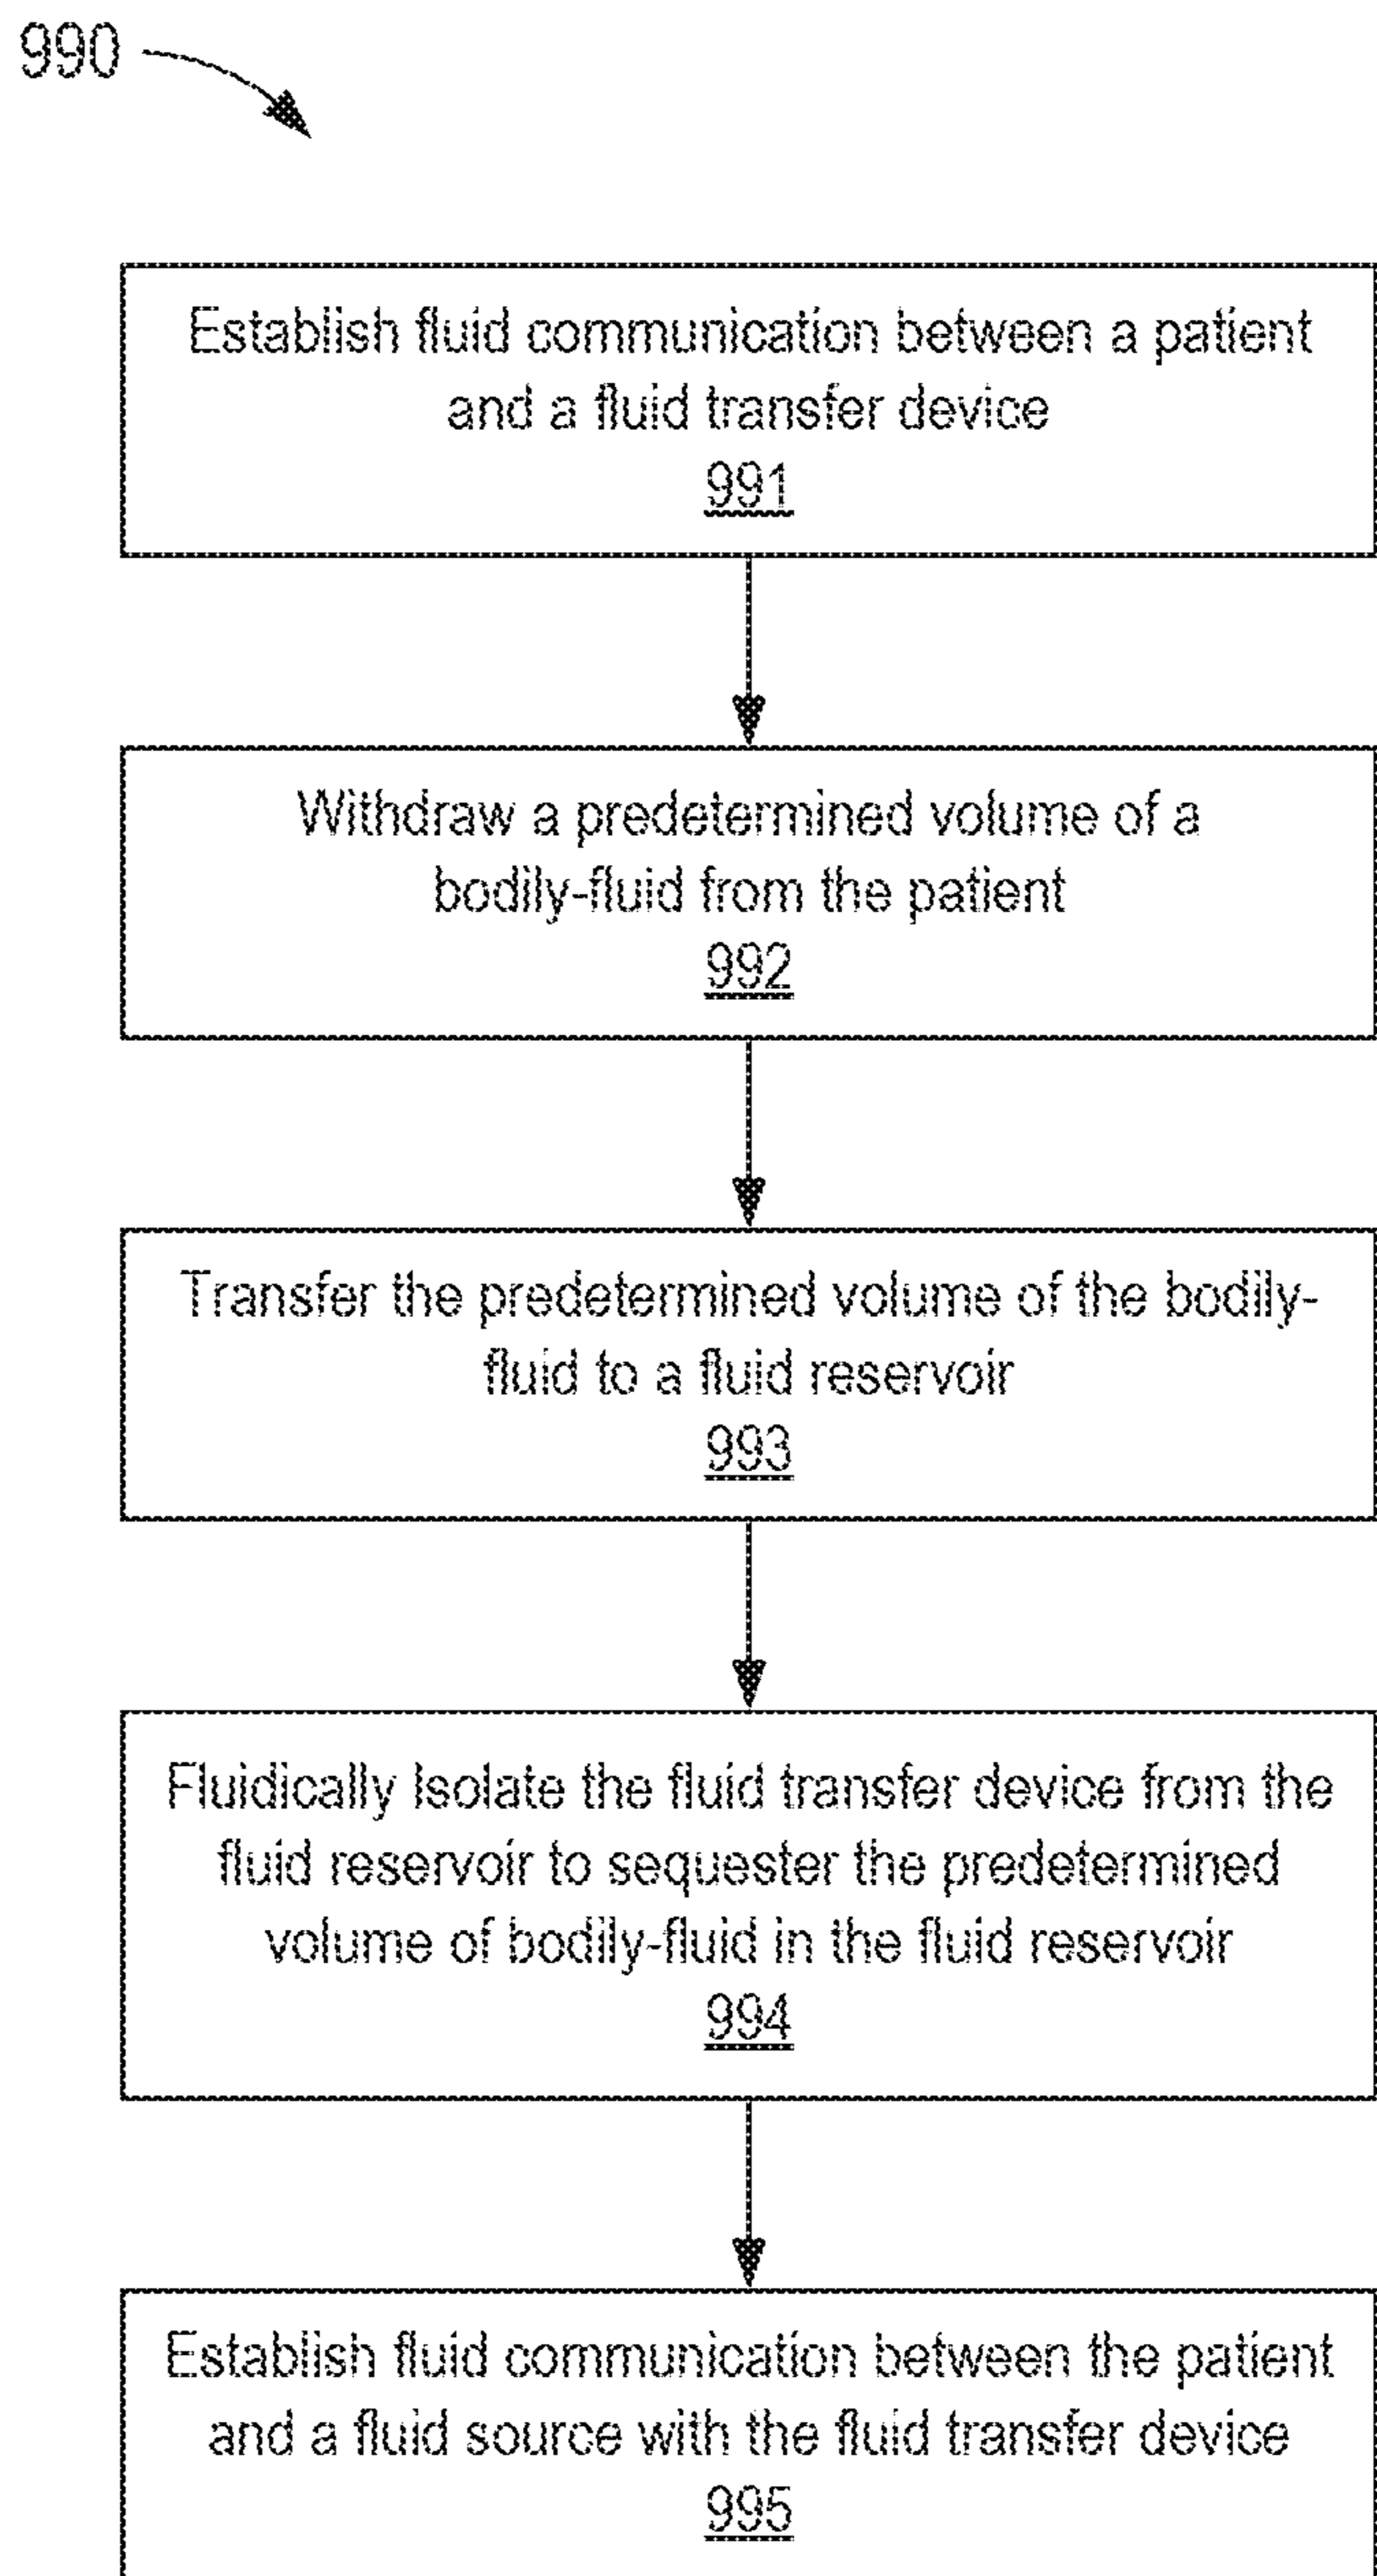 990
Establish fluid communication between a patient
and a fluid transfer device
991
Withdraw a predetermined volume of a
bodily-fluid from the patient
992
Transfer the predetermined volume of the bodily-
fluid to a fluid reservoir
993
Fluidically Isolate the fluid transfer device from the
fluid reservoir to sequester the predetermined
volume of bodily-fluid in the fluid reservoir
994
Establish fluid communication between the patient
and a fluid source with the fluid transfer device
995